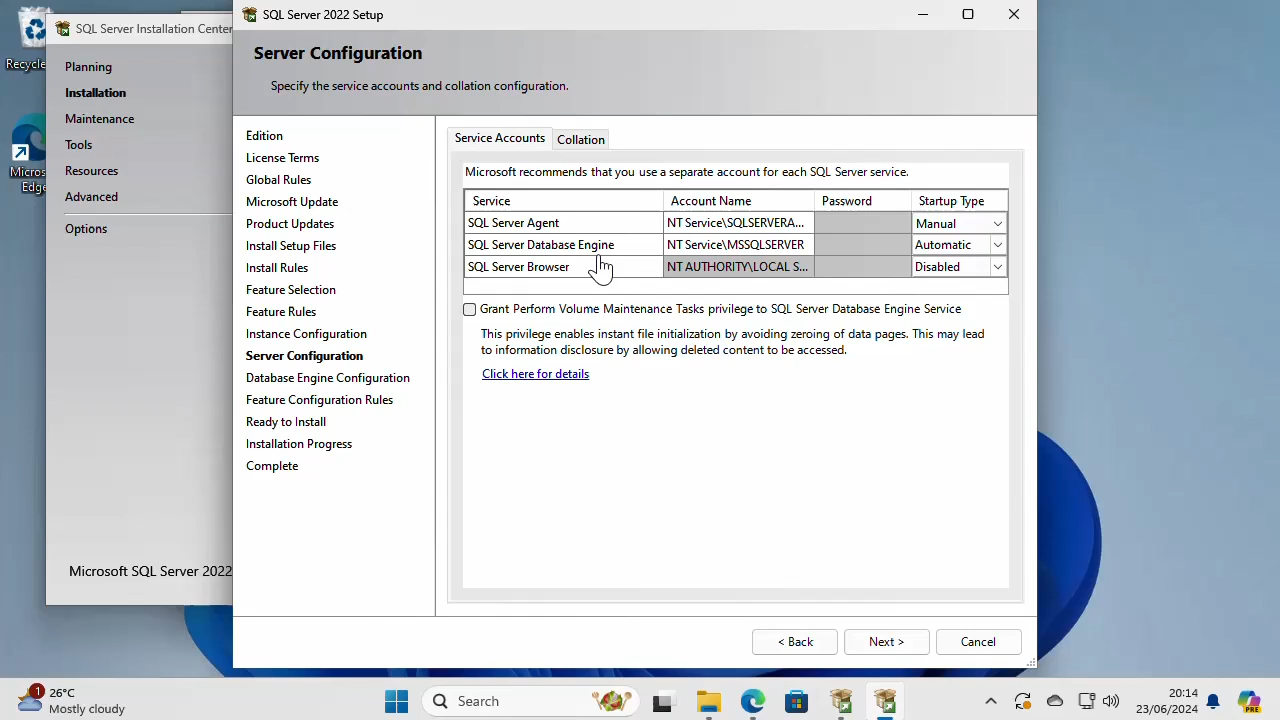 SQL Server 2022 Setup
SQL Server Installation Center
Server Configuration
Specify the service accounts and collation configuration.
Planning
Installation
Maintenance
Tools
Resources
Advanced
Options
Microsoft SQL Server 2022
Edition
License Terms
Global Rules
Microsoft Update
Product Updates
Install Setup Files
Install Rules
Feature Selection
Feature Rules
Instance Configuration
Server Configuration
Database Engine Configuration
Feature Configuration Rules
Ready to Install
Installation Progress
Complete
Service Accounts
Collation
Microsoft recommends that you use a separate account for each SQL Server service.
Service Account Name Password Startup Type
SQL Server Agent NT Service\SQLSERVERA... Manual
SQL Server Database Engine NT Service\MSSQLSERVER Automatic
SQL Server Browser NT AUTHORITY\LOCAL S... Disabled
Grant Perform Volume Maintenance Tasks privilege to SQL Server Database Engine Service
This privilege enables instant file initialization by avoiding zeroing of data pages. This may lead
to information disclosure by allowing deleted content to be accessed.
Click here for details
< Back
Next >
Cancel
Edge
1
26°C
Mostly cloudy
Search
20:14
23/06/2024
PRE